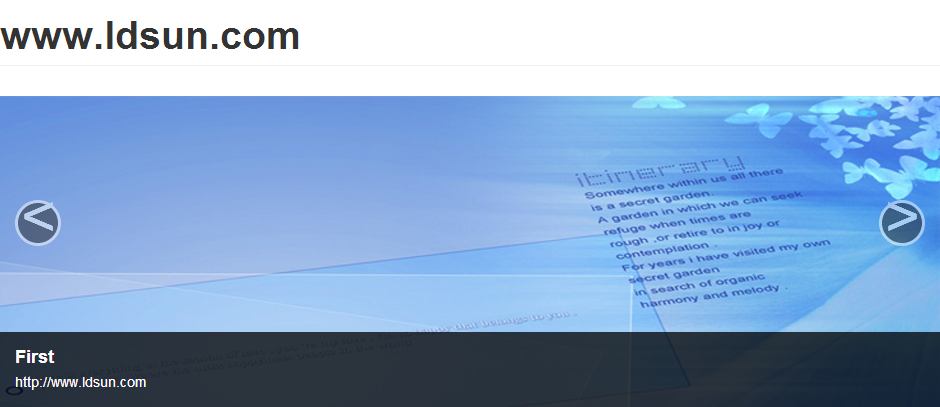 www.ldsun.com
itinerary
Somewhere within us all there
is a secret garden.
A garden in which we can seek
refuge when times are
rough ,or retire to in joy or
contemplation .
For years i have visited my own
secret garden
in search of organic
harmony and melody .
that belongs to you .
First
http://www.ldsun.com